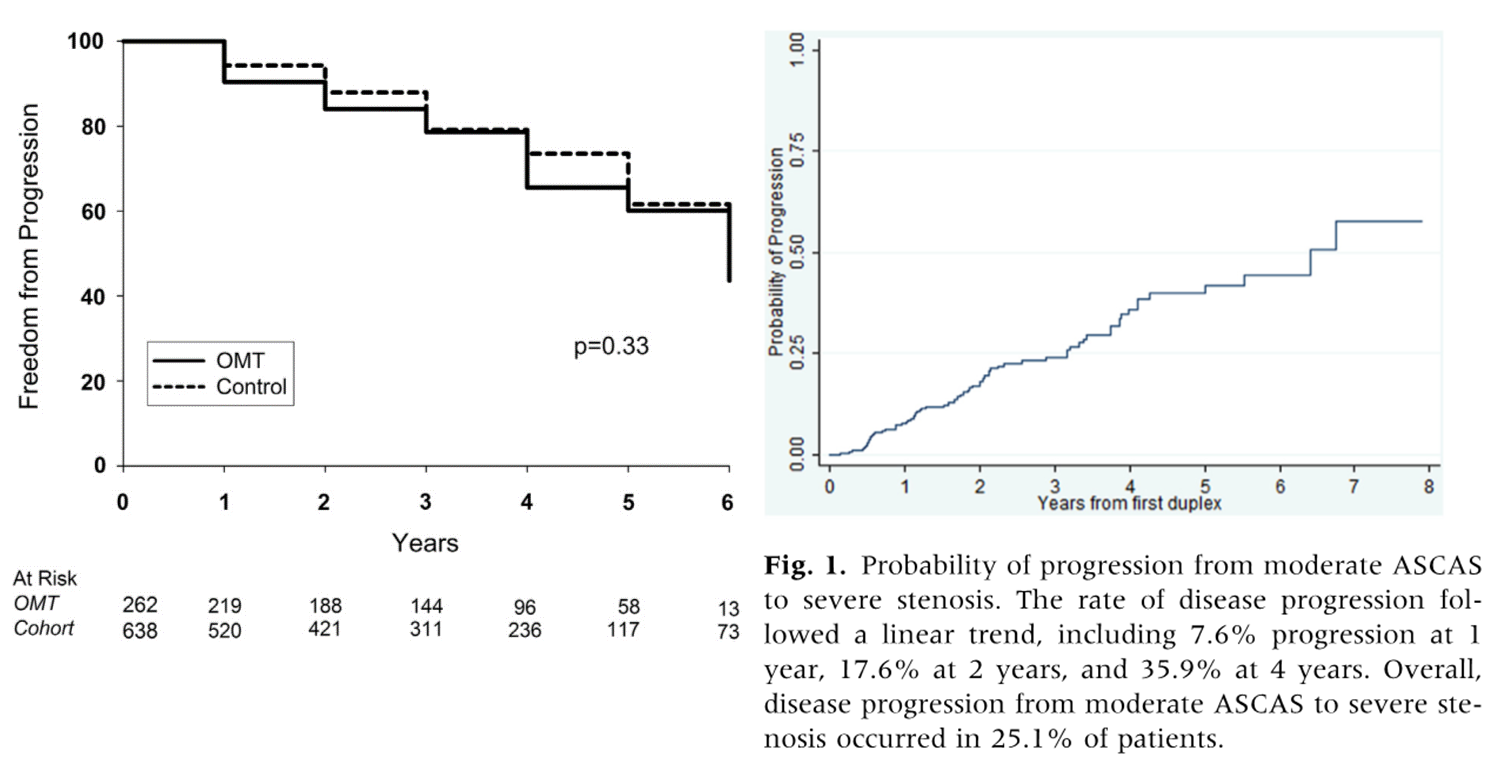 100
80
60
40
20
0
Freedom from Progression
OMT
Control
p=0.33
0 1 2 3 4 5 6
Years
At Risk
OMT 262 219 188 144 96 58 13
Cohort 638 520 421 311 236 117 73
1.00
0.75
0.50
0.25
0.00
Probability of Progression
0 1 2 3 4 5 6 7 8
Years from first duplex
Fig. 1. Probability of progression from moderate ASCAS
to severe stenosis. The rate of disease progression fol-
lowed a linear trend, including 7.6% progression at 1
year, 17.6% at 2 years, and 35.9% at 4 years. Overall,
disease progression from moderate ASCAS to severe ste-
nosis occurred in 25.1% of patients.